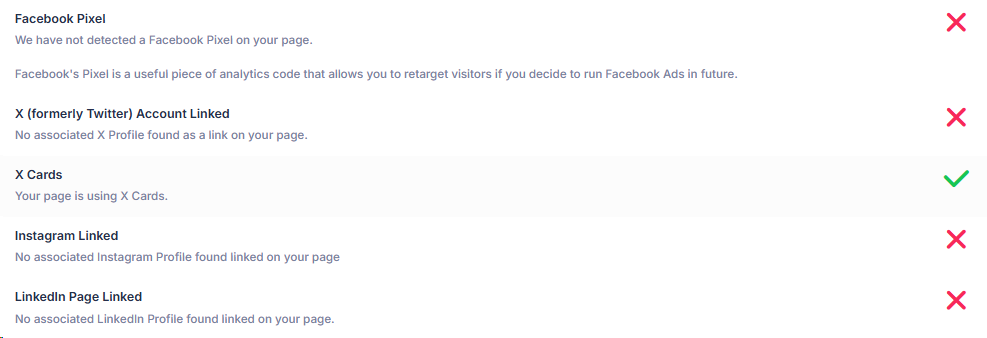 Facebook Pixel
We have not detected a Facebook Pixel on your page.
Facebook's Pixel is a useful piece of analytics code that allows you to retarget visitors if you decide to run Facebook Ads in future.
X (formerly Twitter) Account Linked
No associated X Profile found as a link on your page.
X Cards
Your page is using X Cards.
Instagram Linked
No associated Instagram Profile found linked on your page
LinkedIn Page Linked
No associated LinkedIn Profile found linked on your page.